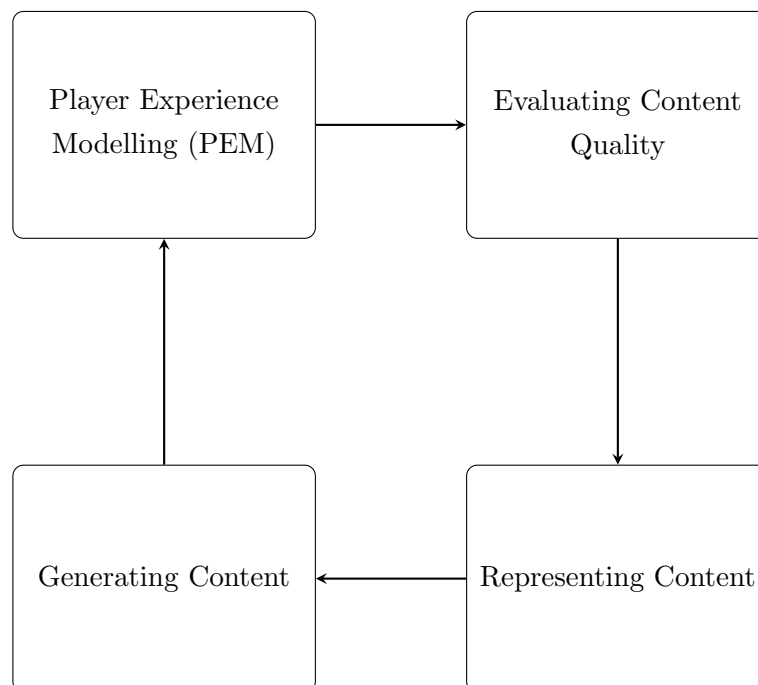 Player Experience
Modelling (PEM)
Evaluating Content
Quality
Generating Content
Representing Content